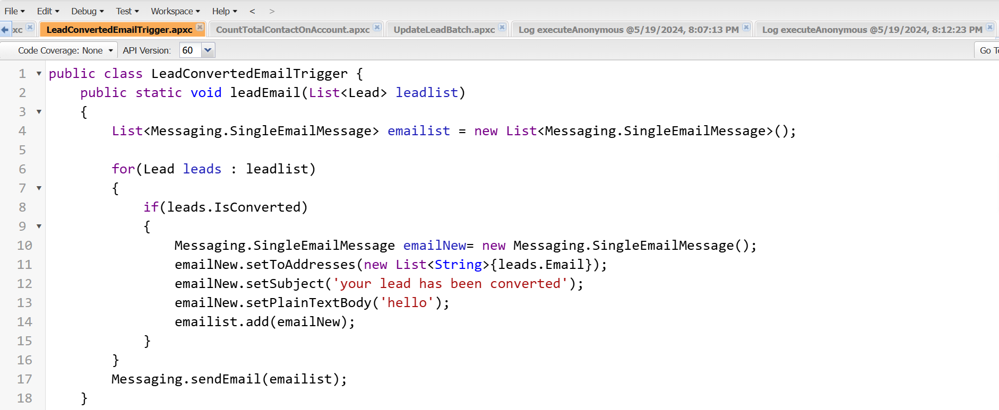 File Edit Debug Test Workspace Help < >
xc LeadConvertedEmailTrigger.apxc CountTotalContactOnAccount.apxc UpdateLeadBatch.apxc Log executeAnonymous @5/19/2024, 8:07:13 PM Log executeAnonymous @5/19/2024, 8:12:23 PM
Code Coverage: None API Version: 60 Go T
1 public class LeadConvertedEmailTrigger {
2 public static void leadEmail(List<Lead> leadlist)
3 {
4 List<Messaging.SingleEmailMessage> emailist = new List<Messaging.SingleEmailMessage>();
5
6 for(Lead leads : leadlist)
7 {
8 if(leads.IsConverted)
9 {
10 Messaging.SingleEmailMessage emailNew= new Messaging.SingleEmailMessage();
11 emailNew.setToAddresses(new List<String>{leads.Email});
12 emailNew.setSubject('your lead has been converted');
13 emailNew.setPlainTextBody('hello');
14 emailist.add(emailNew);
15 }
16 }
17 Messaging.sendEmail(emailist);
18 }